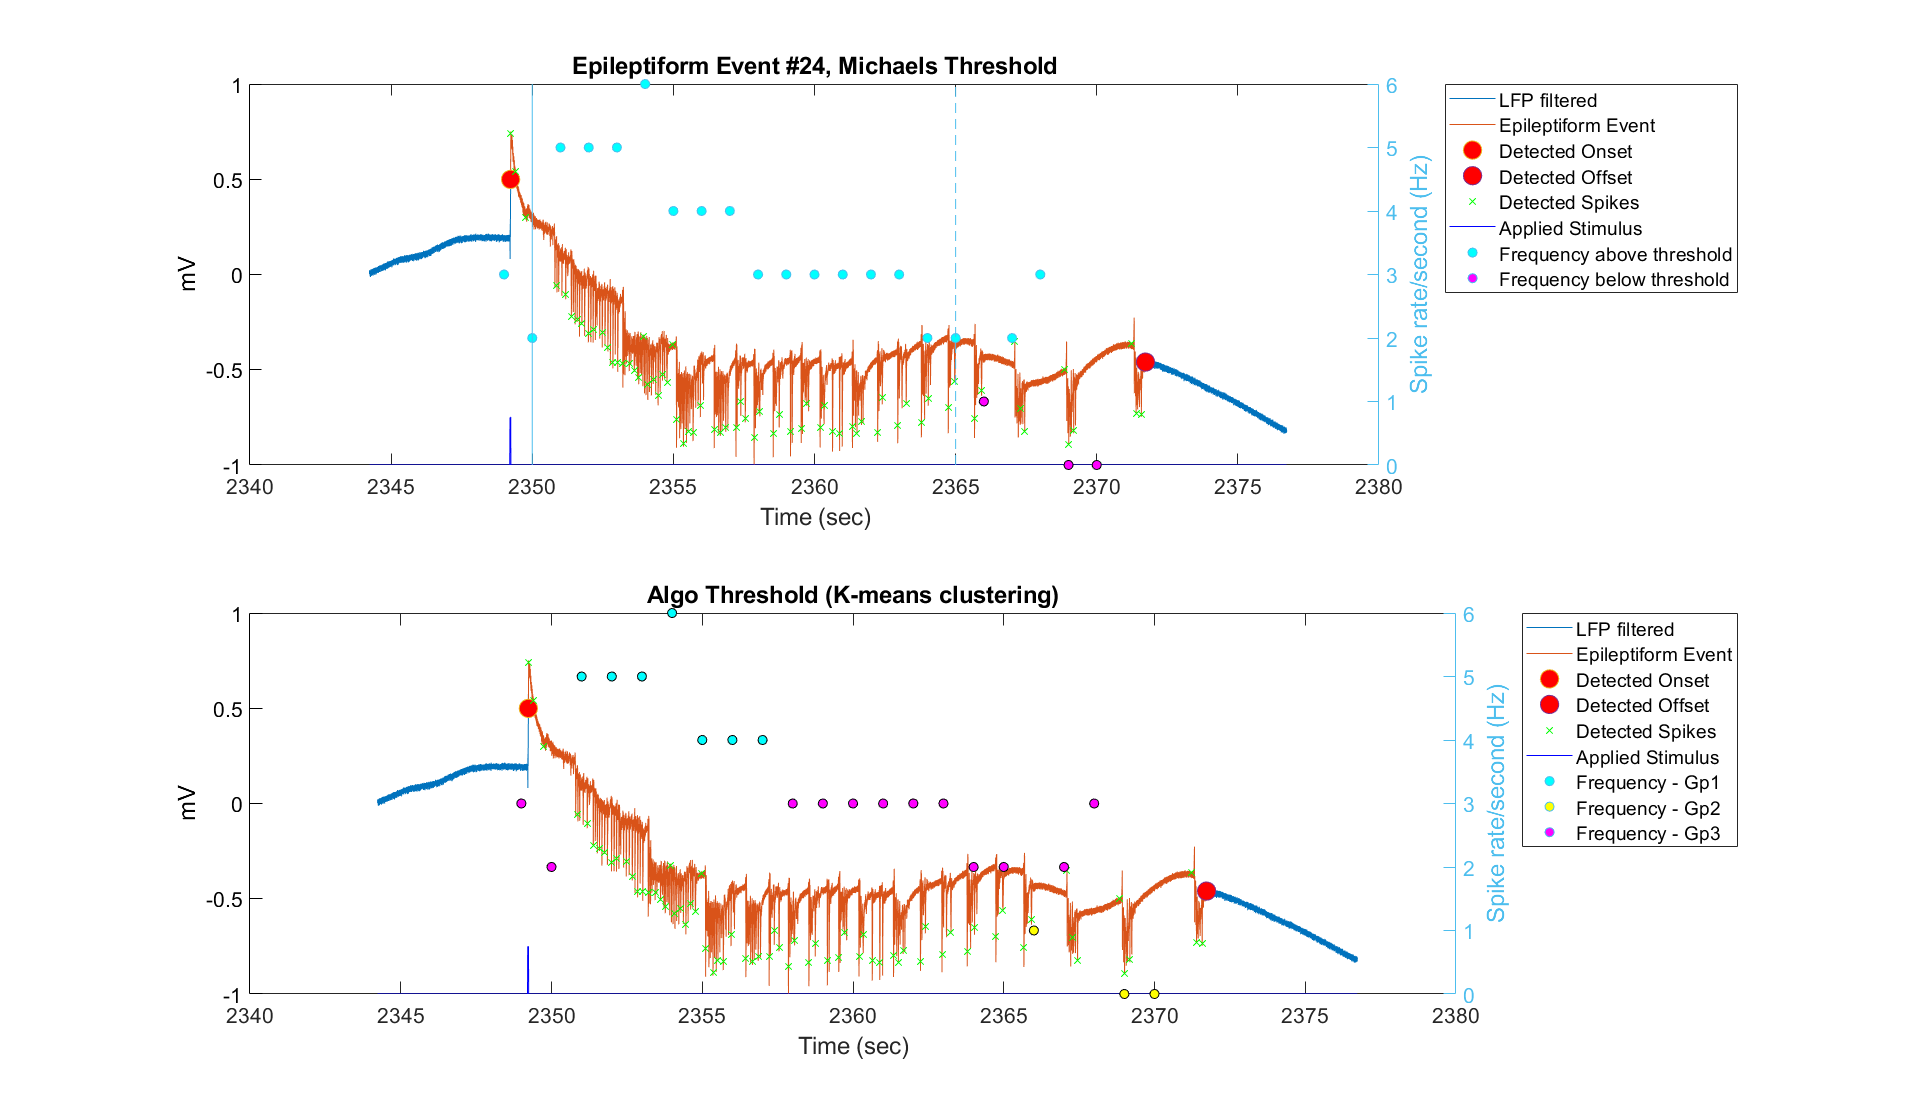 Epileptiform Event #24, Michaels Threshold
1
0.5
0
-0.5
-1
mV
2340
2345
2350
2355
2360
2365
2370
2375
2380
Time (sec)
6
5
4
3
2
1
0
Spike rate/second (Hz)
LFP filtered
Epileptiform Event
Detected Onset
Detected Offset
Detected Spikes
Applied Stimulus
Frequency above threshold
Frequency below threshold
Algo Threshold (K-means clustering)
1
0.5
0
-0.5
-1
mV
2340
2345
2350
2355
2360
2365
2370
2375
2380
Time (sec)
6
5
4
3
2
1
0
Spike rate/second (Hz)
LFP filtered
Epileptiform Event
Detected Onset
Detected Offset
Detected Spikes
Applied Stimulus
Frequency - Gp1
Frequency - Gp2
Frequency - Gp3